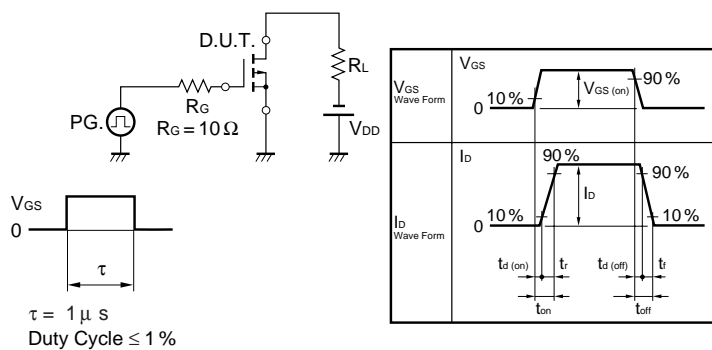 D.U.T.
RL
RG
PG.
RG = 10 Ω
VDD
VGS
0
τ
τ = 1 μ s
Duty Cycle ≤ 1 %
VGS
Wave Form
VGS
10 %
0
VGS (on)
90 %
ID
Wave Form
ID
90 %
90 %
10 %
0
ID
10 %
td (on)
tr
td (off)
tf
ton
toff